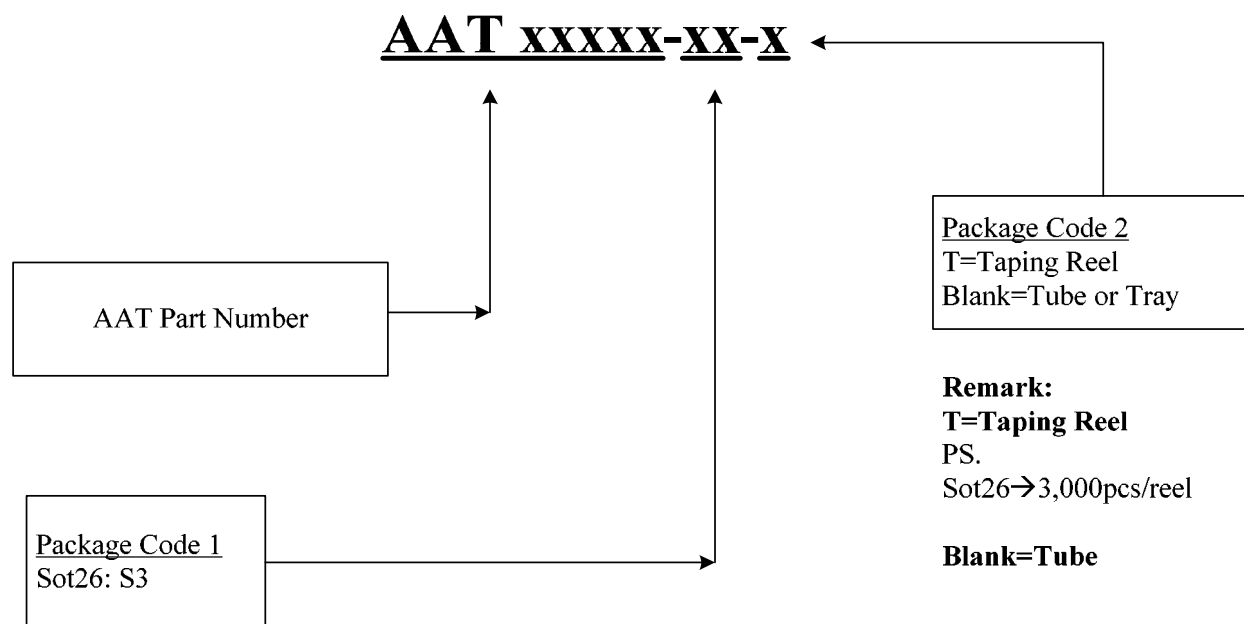 AAT xxxxx-xx-x
Package Code 2
T=Taping Reel
Blank=Tube or Tray
AAT Part Number
Remark:
T=Taping Reel
PS.
Sot26→3,000pcs/reel
Blank=Tube
Package Code 1
Sot26: S3